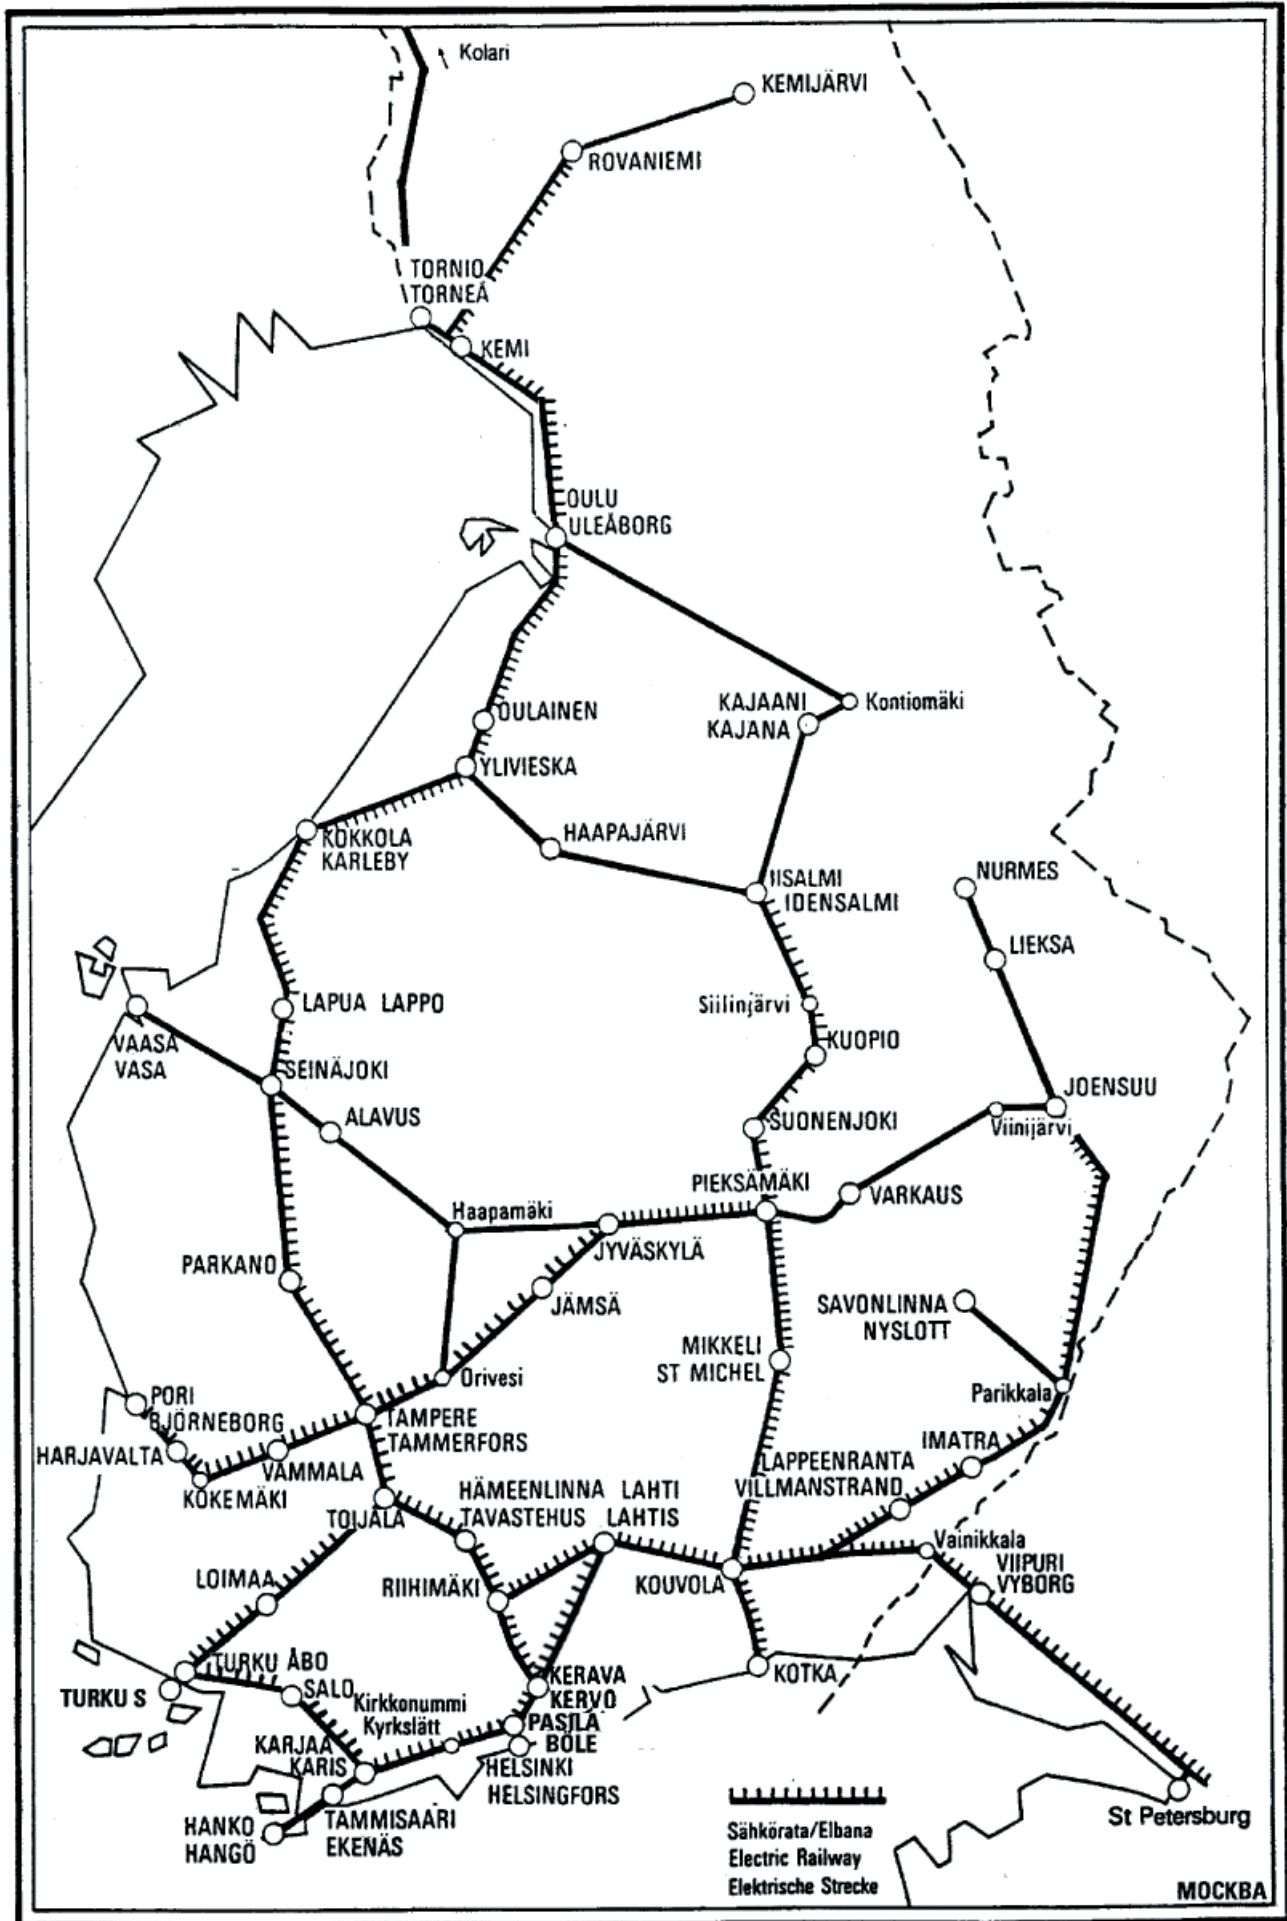 Kolari
KEMIJÄRVI
ROVANIEMI
TORNIO
TORNEÅ
KEMI
OULU
ULEÅBORG
KAJAANI
KAJANA
Kontiomäki
OULAINEN
YLIVIESKA
HAAPAJÄRVI
KOKKOLA
KARLEBY
IISALMI
IDENSALMI
NURMES
LIEKSA
LAPUA LAPPO
Siilinjärvi
KUOPIO
VAASA
VASA
SEINÄJOKI
ALAVUS
JOENSUU
SUONENJOKI
Viinijärvi
PIEKSÄMÄKI
VARKAUS
Haapamäki
JYVÄSKYLÄ
PARKANO
JÄMSÄ
SAVONLINNA
NYSLOTT
MIKKELI
ST MICHEL
Orivesi
Parikkala
PORI
BJÖRNEBORG
TAMPERE
TAMMERFORS
HARJAVALTA
VAMMALA
KOKEMÄKI
IMATRA
LAPPEENRANTA
VILLMANSTRAND
HÄMEENLINNA LAHTI
TAVASTEHUS LAHTIS
TOIJALA
Vainikkala
VIIPURI
VYBORG
LOIMAA
RIIHIMÄKI
KOUVOLA
TURKU ÅBO
TURKU S
SALO
KERAVA
KERVO
KOTKA
Kirkkonummi
Kyrkslätt
PASILA
BÖLE
KARJAA
KARIS
HELSINKI
HELSINGFORS
HANKO
HANGÖ
TAMMISAARI
EKENÄS
St Petersburg
Sähkörata/Elbana
Electric Railway
Elektrische Strecke
МОСКВА